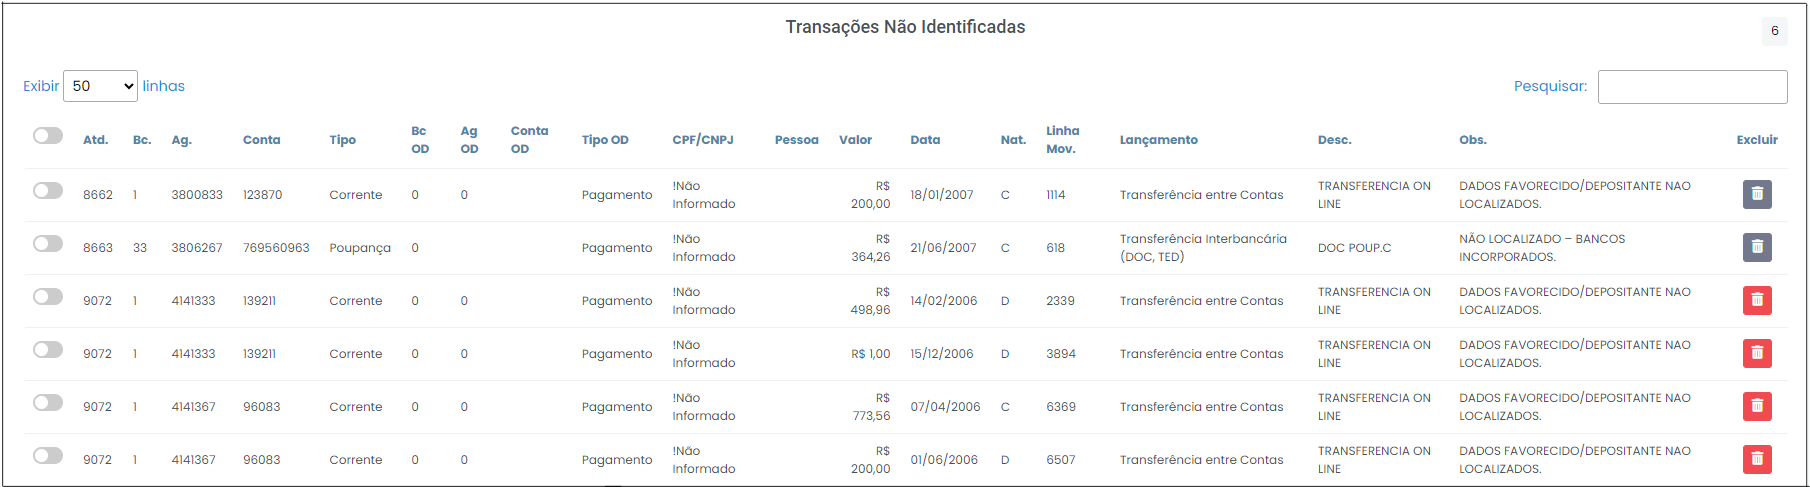 Transações Não Identificadas
6
Exibir 50 linhas
Pesquisar:
Atd. Bc. Ag. Conta Tipo Bc OD Ag OD Conta OD Tipo OD CPF/CNPJ Pessoa Valor Data Nat. Linha Mov. Lançamento Desc. Obs. Excluir
8662 1 3800833 123870 Corrente 0 0 Pagamento !Não Informado R$ 200,00 18/01/2007 C 1114 Transferência entre Contas TRANSFERENCIA ON LINE DADOS FAVORECIDO/DEPOSITANTE NAO LOCALIZADOS.
8663 33 3806267 769560963 Poupança 0 Pagamento !Não Informado R$ 364,26 21/06/2007 C 618 Transferência Interbancária (DOC, TED) DOC POUP.C NÃO LOCALIZADO – BANCOS INCORPORADOS.
9072 1 4141333 139211 Corrente 0 0 Pagamento !Não Informado R$ 498,96 14/02/2006 D 2339 Transferência entre Contas TRANSFERENCIA ON LINE DADOS FAVORECIDO/DEPOSITANTE NAO LOCALIZADOS.
9072 1 4141333 139211 Corrente 0 0 Pagamento !Não Informado R$ 1,00 15/12/2006 D 3894 Transferência entre Contas TRANSFERENCIA ON LINE DADOS FAVORECIDO/DEPOSITANTE NAO LOCALIZADOS.
9072 1 4141367 96083 Corrente 0 0 Pagamento !Não Informado R$ 773,56 07/04/2006 C 6369 Transferência entre Contas TRANSFERENCIA ON LINE DADOS FAVORECIDO/DEPOSITANTE NAO LOCALIZADOS.
9072 1 4141367 96083 Corrente 0 0 Pagamento !Não Informado R$ 200,00 01/06/2006 D 6507 Transferência entre Contas TRANSFERENCIA ON LINE DADOS FAVORECIDO/DEPOSITANTE NAO LOCALIZADOS.